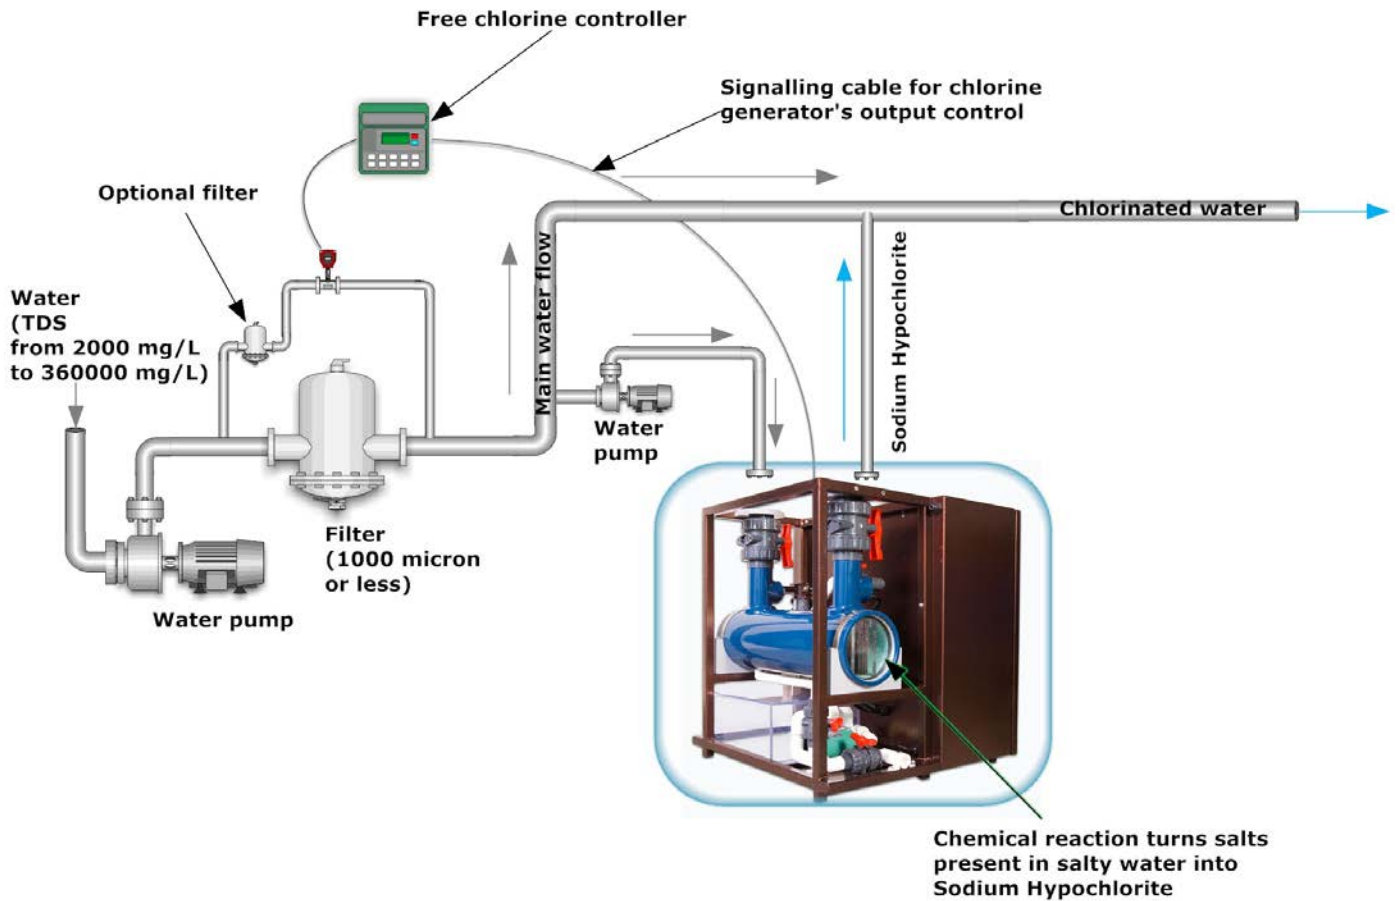 Free chlorine controller
Signalling cable for chlorine
generator's output control
Optional filter
Chlorinated water
Water
(TDS
from 2000 mg/L
to 360000 mg/L)
Main water flow
Sodium Hypochlorite
Water
pump
Filter
(1000 micron
or less)
Water pump
Chemical reaction turns salts
present in salty water into
Sodium Hypochlorite